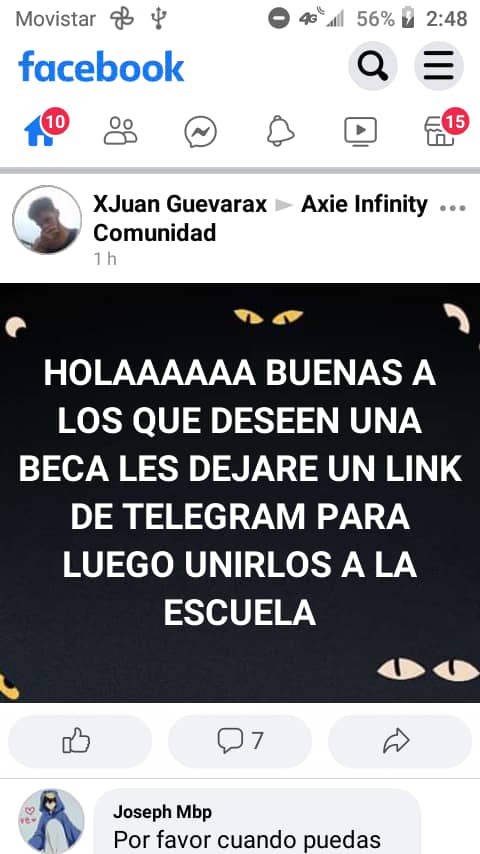 Movistar 4G 56% 2:48
facebook
10
15
XJuan Guevarax ► Axie Infinity
Comunidad
1 h
HOLAAAAAA BUENAS A
LOS QUE DESEEN UNA
BECA LES DEJARE UN LINK
DE TELEGRAM PARA
LUEGO UNIRLOS A LA
ESCUELA
7
Joseph Mbp
Por favor cuando puedas